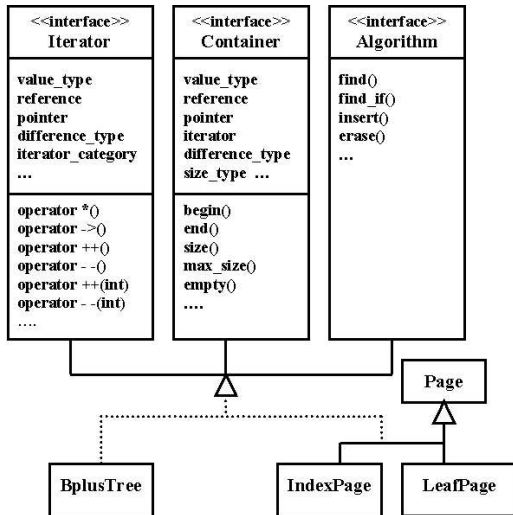 <<interface>>
Iterator
value_type
reference
pointer
difference_type
iterator_category
...
operator *()
operator ->()
operator ++()
operator - -()
operator ++(int)
operator - -(int)
....
<<interface>>
Container
value_type
reference
pointer
iterator
difference_type
size_type ...
begin()
end()
size()
max_size()
empty()
....
<<interface>>
Algorithm
find()
find_if()
insert()
erase()
...
Page
BplusTree
IndexPage
LeafPage